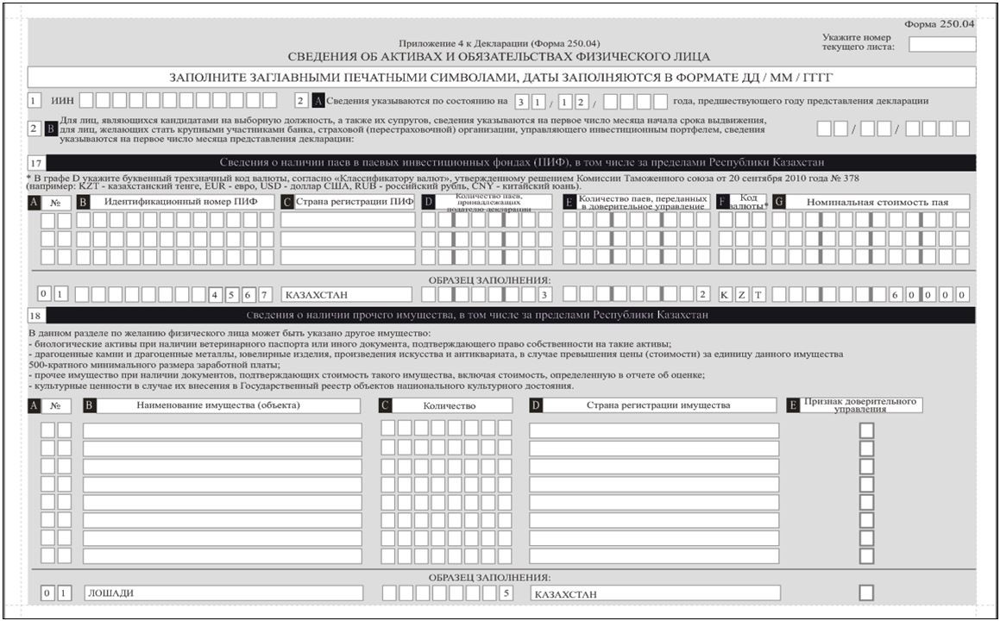 Форма 250.04
Приложение 4 к Декларации (Форма 250.04)
Укажите номер
текущего листа:
СВЕДЕНИЯ ОБ АКТИВАХ И ОБЯЗАТЕЛЬСТВАХ ФИЗИЧЕСКОГО ЛИЦА
ЗАПОЛНИТЕ ЗАГЛАВНЫМИ ПЕЧАТНЫМИ СИМВОЛАМИ, ДАТЫ ЗАПОЛНЯЮТСЯ В ФОРМАТЕ ДД / ММ / ГГГГ
1 ИИН 2 A Сведения указываются по состоянию на 3 1 / 1 2 / года, предшествующего году представления декларации
2 B Для лиц, являющихся кандидатами на выборную должность, а также их супругов, сведения указываются на первое число месяца начала срока выдвижения,
для лиц, желающих стать крупными участниками банка, страховой (перестраховочной) организации, управляющего инвестиционным портфелем, сведения
указываются на первое число месяца представления декларации: / /
17 Сведения о наличии паев в паевых инвестиционных фондах (ПИФ), в том числе за пределами Республики Казахстан
* В графе D укажите буквенный трехзначный код валюты, согласно «Классификатору валют», утвержденному решением Комиссии Таможенного союза от 20 сентября 2010 года № 378
(например: KZT - казахстанский тенге, EUR - евро, USD - доллар США, RUB - российский рубль, CNY - китайский юань).
A № B Идентификационный номер ПИФ C Страна регистрации ПИФ D Количество паев, принадлежащих подателю декларации E Количество паев, переданных в доверительное управление F Код валюты* G Номинальная стоимость пая
ОБРАЗЕЦ ЗАПОЛНЕНИЯ:
0 1 4 5 6 7 КАЗАХСТАН 3 2 K Z T 6 0 0 0 0
18 Сведения о наличии прочего имущества, в том числе за пределами Республики Казахстан
В данном разделе по желанию физического лица может быть указано другое имущество:
- биологические активы при наличии ветеринарного паспорта или иного документа, подтверждающего право собственности на такие активы;
- драгоценные камни и драгоценные металлы, ювелирные изделия, произведения искусства и антиквариата, в случае превышения цены (стоимости) за единицу данного имущества
500-кратного минимального размера заработной платы;
- прочее имущество при наличии документов, подтверждающих стоимость такого имущества, включая стоимость, определенную в отчете об оценке;
- культурные ценности в случае их внесения в Государственный реестр объектов национального культурного достояния.
A № B Наименование имущества (объекта) C Количество D Страна регистрации имущества E Признак доверительного управления
ОБРАЗЕЦ ЗАПОЛНЕНИЯ:
0 1 ЛОШАДИ 5 КАЗАХСТАН